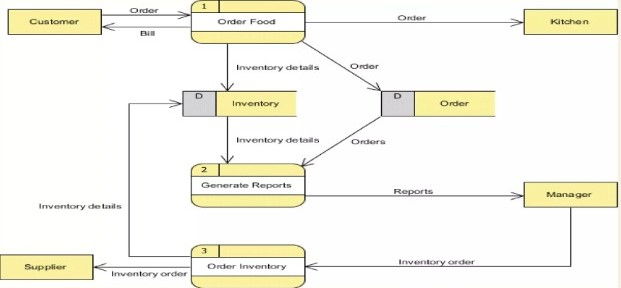 Order
1
Order
Customer
Order Food
Kitchen
Bill
Inventory details
Order
D
Inventory
D
Order
Inventory details
Orders
2
Generate Reports
Reports
Manager
Inventory details
3
Inventory order
Supplier
Order Inventory
Inventory order